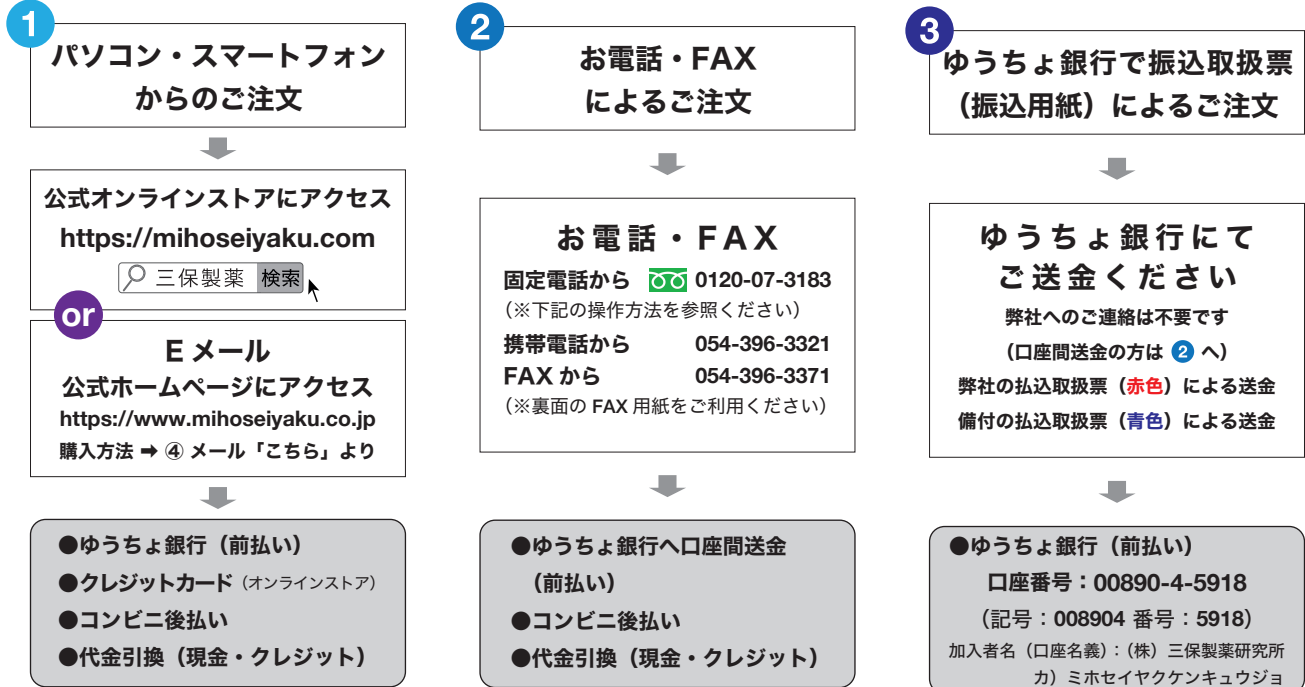 1
パソコン・スマートフォン
からのご注文
公式オンラインストアにアクセス
https://mihoseiyaku.com
三保製薬 検索
or
E メール
公式ホームページにアクセス
https://www.mihoseiyaku.co.jp
購入方法 ➡ ④ メール「こちら」より
●ゆうちょ銀行（前払い）
●クレジットカード（オンラインストア）
●コンビニ後払い
●代金引換（現金・クレジット）
2
お電話・FAX
によるご注文
お電話・FAX
固定電話から 0120-07-3183
（※下記の操作方法を参照ください）
携帯電話から 054-396-3321
FAX から 054-396-3371
（※裏面の FAX 用紙をご利用ください）
●ゆうちょ銀行へ口座間送金
（前払い）
●コンビニ後払い
●代金引換（現金・クレジット）
3
ゆうちょ銀行で振込取扱票
（振込用紙）によるご注文
ゆうちょ銀行にて
ご送金ください
弊社へのご連絡は不要です
（口座間送金の方は 2 へ）
弊社の払込取扱票（赤色）による送金
備付の払込取扱票（青色）による送金
●ゆうちょ銀行（前払い）
口座番号：00890-4-5918
（記号：008904 番号：5918）
加入者名（口座名義）：（株）三保製薬研究所
カ）ミホセイヤクケンキュウジョ